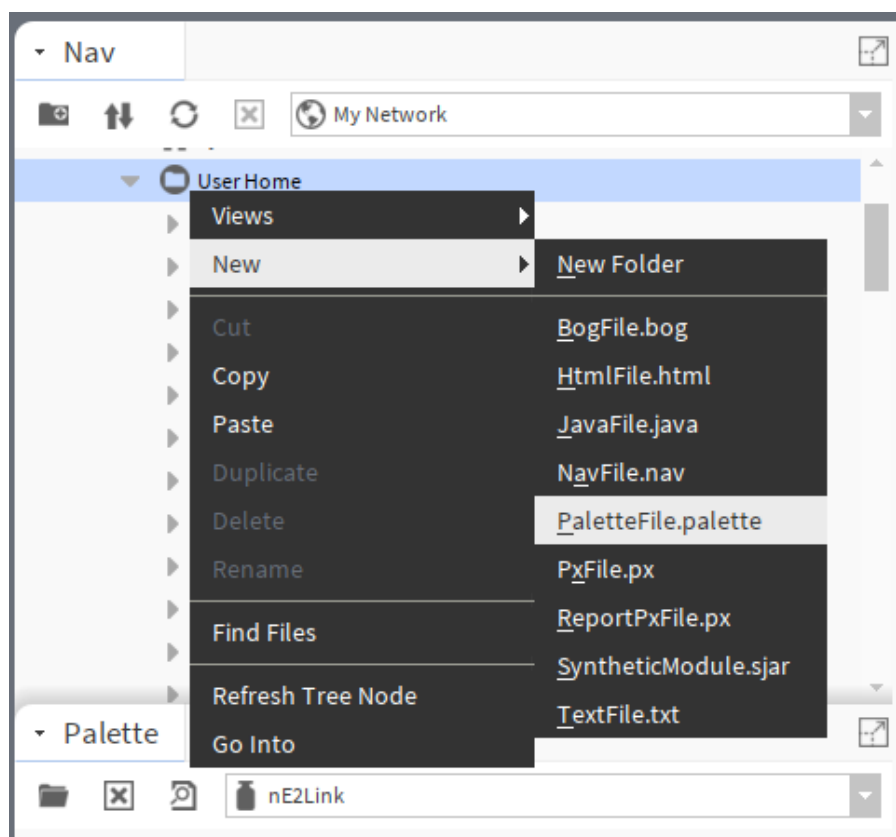 Nav
My Network
User Home
Views
New
New Folder
Cut
BogFile.bog
Copy
HtmlFile.html
Paste
JavaFile.java
Duplicate
NavFile.nav
Delete
PaletteFile.palette
Rename
PxFile.px
Find Files
ReportPxFile.px
SyntheticModule.sjar
Refresh Tree Node
TextFile.txt
Palette
Go Into
nE2Link